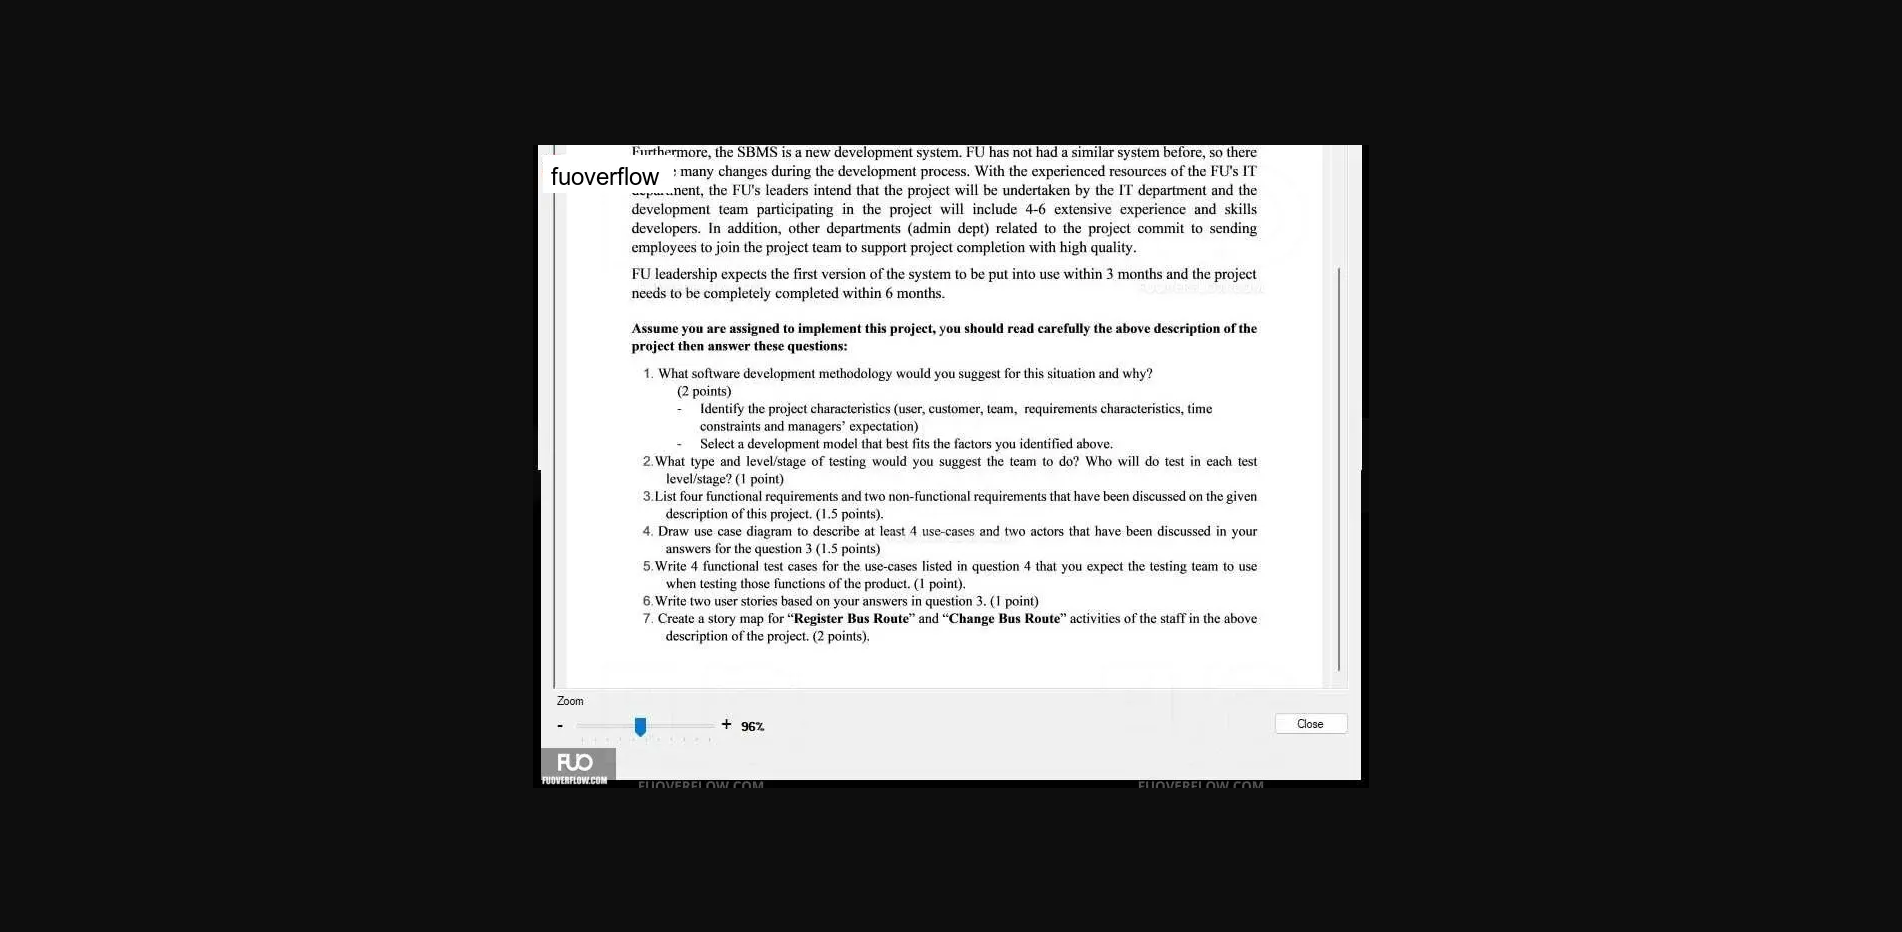 Furthermore, the SBMS is a new development system. FU has not had a similar system before, so there
fuoverflow
many changes during the development process. With the experienced resources of the FU's IT
department, the FU's leaders intend that the project will be undertaken by the IT department and the
development team participating in the project will include 4-6 extensive experience and skills
developers. In addition, other departments (admin dept) related to the project commit to sending
employees to join the project team to support project completion with high quality.
FU leadership expects the first version of the system to be put into use within 3 months and the project
needs to be completely completed within 6 months.
Assume you are assigned to implement this project, you should read carefully the above description of the
project then answer these questions:
1. What software development methodology would you suggest for this situation and why?
(2 points)
- Identify the project characteristics (user, customer, team, requirements characteristics, time
constraints and managers' expectation)
- Select a development model that best fits the factors you identified above.
2.What type and level/stage of testing would you suggest the team to do? Who will do test in each test
level/stage? (1 point)
3.List four functional requirements and two non-functional requirements that have been discussed on the given
description of this project. (1.5 points).
4. Draw use case diagram to describe at least 4 use-cases and two actors that have been discussed in your
answers for the question 3 (1.5 points)
5.Write 4 functional test cases for the use-cases listed in question 4 that you expect the testing team to use
when testing those functions of the product. (1 point).
6.Write two user stories based on your answers in question 3. (1 point)
7. Create a story map for “Register Bus Route” and “Change Bus Route” activities of the staff in the above
description of the project. (2 points).
Zoom
- + 96%
Close
FUO
FUOVERFLOW.COM
FUOVERFLOW.COM FUOVERFLOW.COM